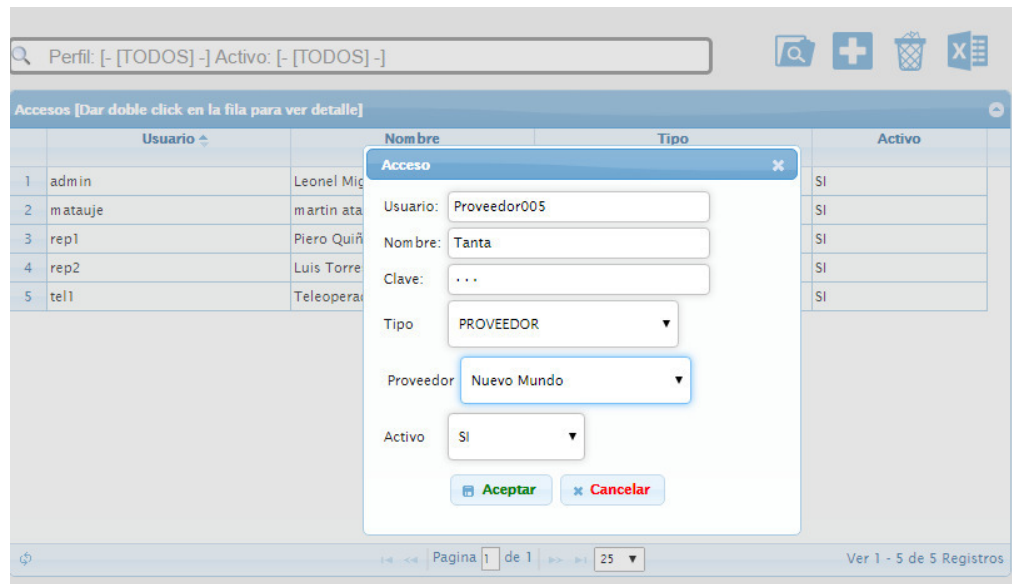 Perfil: [- [TODOS] -] Activo: [- [TODOS] -]
Accesos [Dar doble click en la fila para ver detalle]
Usuario Nombre Tipo Activo
1 admin Leonel Mig SI
2 matauje martin ata SI
3 rep1 Piero Quiñ SI
4 rep2 Luis Torre SI
5 tel1 Teleopera SI
Acceso
Usuario: Proveedor005
Nombre: Tanta
Clave: ...
Tipo PROVEEDOR
Proveedor Nuevo Mundo
Activo SI
Aceptar Cancelar
Pagina 1 de 1 25 Ver 1 - 5 de 5 Registros